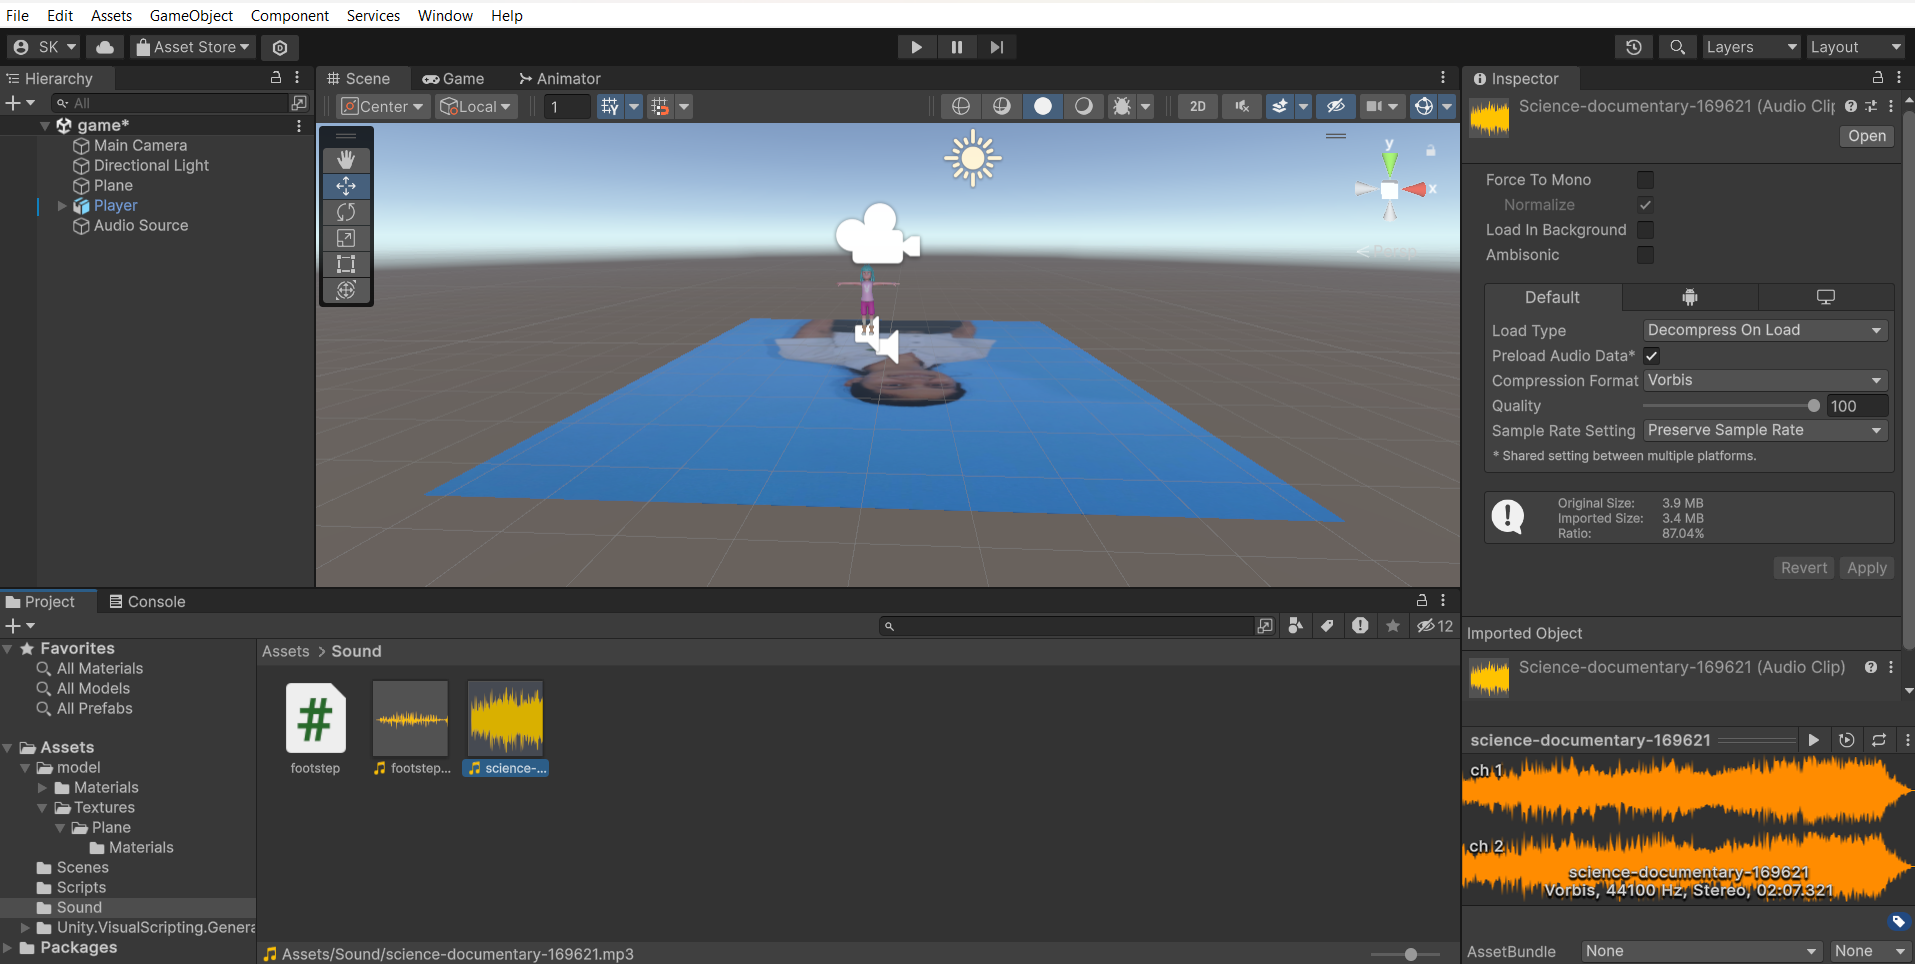 File Edit Assets GameObject Component Services Window Help
SK Asset Store Layers Layout
Hierarchy
All
game*
Main Camera
Directional Light
Plane
Player
Audio Source
Scene Game Animator
Center Local 1 2D
y
x
Persp
Inspector
Science-documentary-169621 (Audio Clip
Open
Force To Mono
Normalize
Load In Background
Ambisonic
Default
Load Type Decompress On Load
Preload Audio Data*
Compression Format Vorbis
Quality 100
Sample Rate Setting Preserve Sample Rate
* Shared setting between multiple platforms.
Original Size: 3.9 MB
Imported Size: 3.4 MB
Ratio: 87.04%
Revert Apply
Imported Object
Science-documentary-169621 (Audio Clip)
science-documentary-169621
ch 1
ch 2
science-documentary-169621
Vorbis, 44100 Hz, Stereo, 02:07.321
AssetBundle None None
Project Console
12
Favorites
All Materials
All Models
All Prefabs
Assets
model
Materials
Textures
Plane
Materials
Scenes
Scripts
Sound
Unity.VisualScripting.Genera
Packages
Assets > Sound
#
footstep footstep... science-...
Assets/Sound/science-documentary-169621.mp3